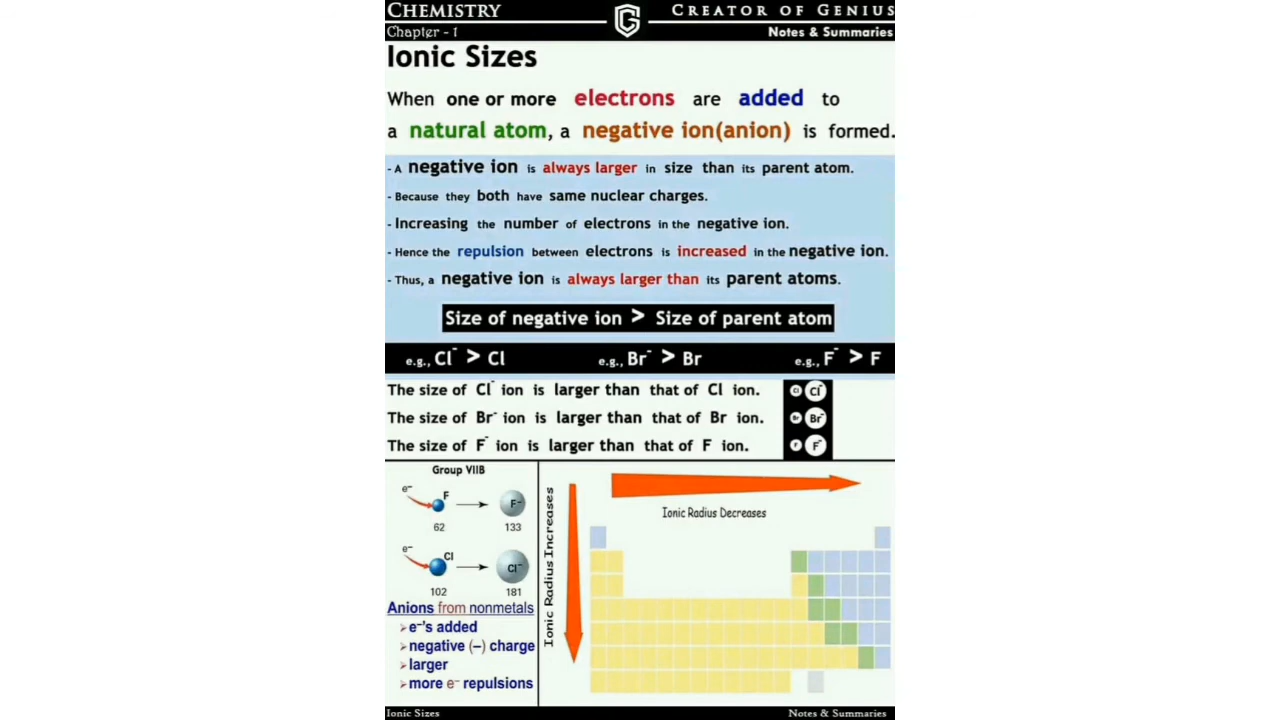 CHEMISTRY
CREATOR OF GENIUS
Chapter - 1
Notes & Summaries
Ionic Sizes
When one or more electrons are added to
a natural atom, a negative ion(anion) is formed.
- A negative ion is always larger in size than its parent atom.
- Because they both have same nuclear charges.
- Increasing the number of electrons in the negative ion.
- Hence the repulsion between electrons is increased in the negative ion.
- Thus, a negative ion is always larger than its parent atoms.
Size of negative ion > Size of parent atom
e.g., Cl⁻ > Cl e.g., Br⁻ > Br e.g., F⁻ > F
The size of Cl⁻ ion is larger than that of Cl ion.
Cl Cl⁻
The size of Br⁻ ion is larger than that of Br ion.
Br Br⁻
The size of F⁻ ion is larger than that of F ion.
F F⁻
Group VIIB
e⁻ F F⁻
62 133
e⁻ Cl Cl⁻
102 181
Anions from nonmetals
➢e⁻'s added
➢negative (–) charge
➢larger
➢more e⁻ repulsions
Ionic Radius Increases
Ionic Radius Decreases
Ionic Sizes
Notes & Summaries